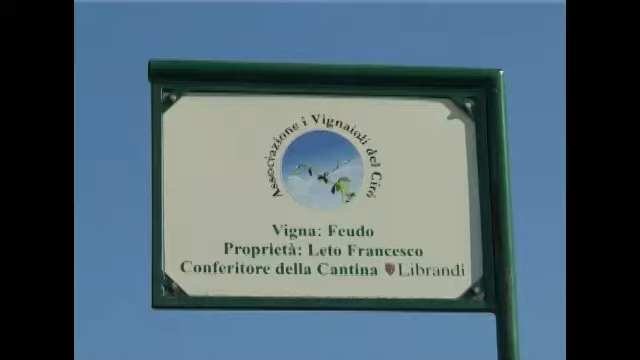 Associazione i Vignaioli del Cirò
Vigna: Feudo
Proprietà: Leto Francesco
Conferitore della Cantina Librandi